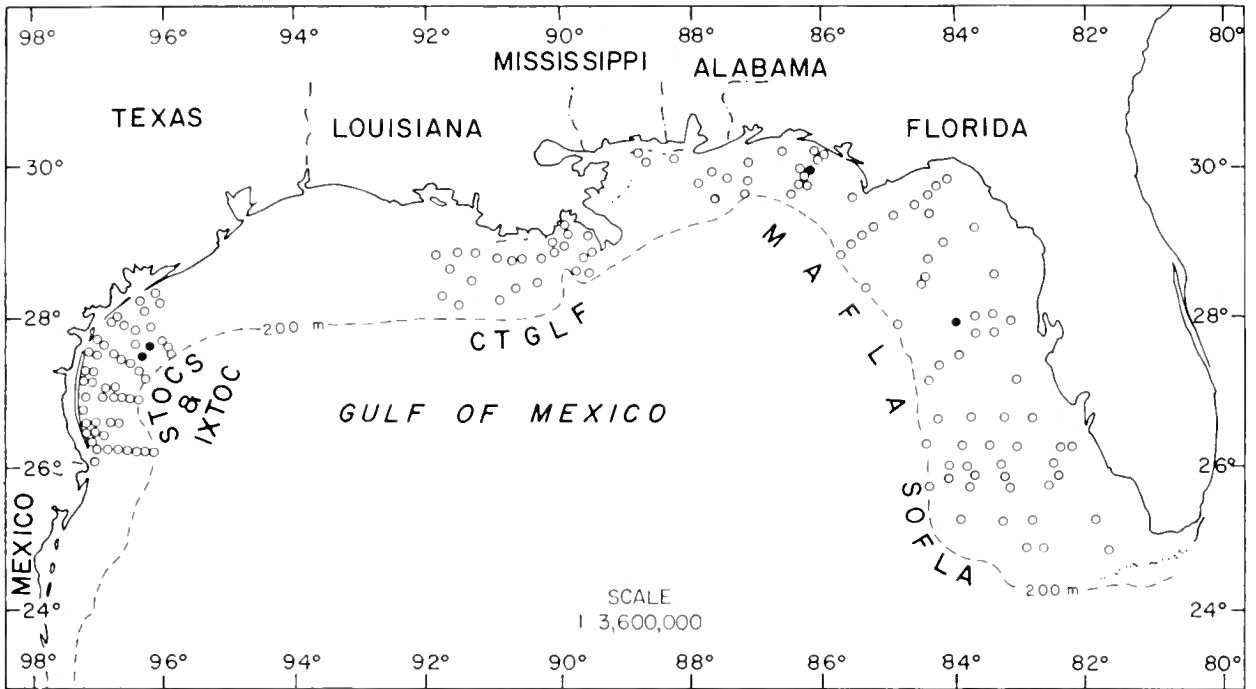 98° 96° 94° 92° 90° 88° 86° 84° 82° 80°
MISSISSIPPI
ALABAMA
TEXAS
LOUISIANA
FLORIDA
30° 30°
MAFLA
28° 28°
200 m
CTGLF
STOCS
&
IXTOC
GULF OF MEXICO
26° 26°
SOFLA
MEXICO
200 m
SCALE
1 3,600,000
24° 24°
98° 96° 94° 92° 90° 88° 86° 84° 82° 80°